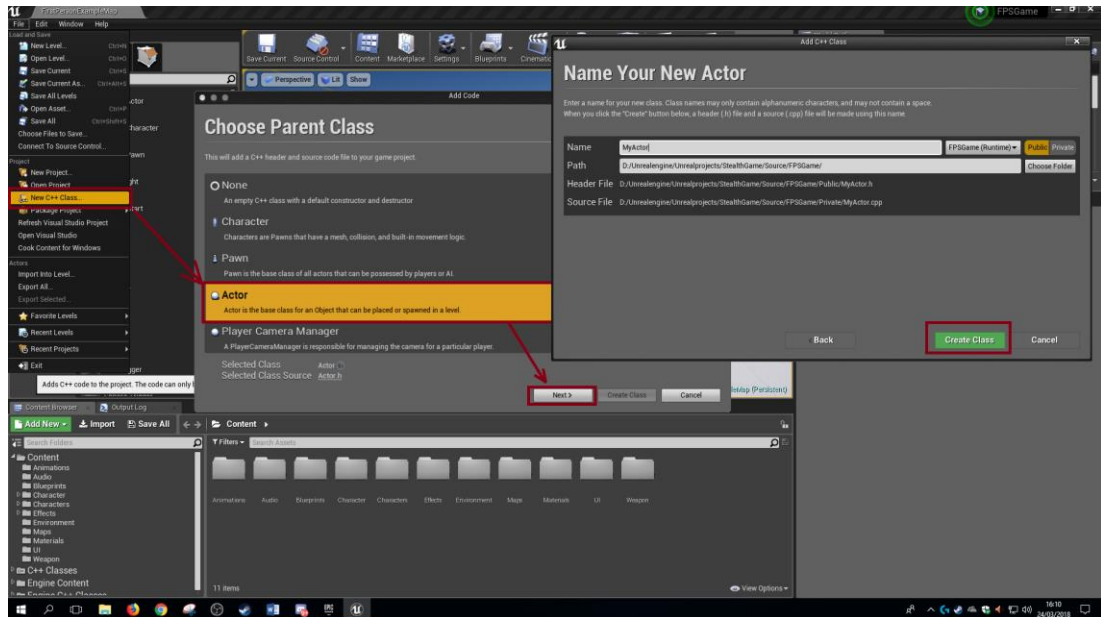 FirstPersonExampleMap
FPSGame
File Edit Window Help
Load and Save
New Level... Ctrl+N
Open Level... Ctrl+O
Save Current Ctrl+S
Save Current As... Ctrl+Alt+S
Save All Levels
Open Asset... Ctrl+P
Save All Ctrl+Shift+S
Choose Files to Save...
Connect To Source Control...
Project
New Project...
Open Project...
New C++ Class...
Package Project
Refresh Visual Studio Project
Open Visual Studio
Cook Content for Windows
Actors
Import Into Level...
Export All...
Export Selected...
Favorite Levels
Recent Levels
Recent Projects
Exit
Adds C++ code to the project. The code can only
Save Current Source Control Content Marketplace Settings Blueprints
Perspective Lit Show
Add Code
Choose Parent Class
This will add a C++ header and source code file to your game project.
None
An empty C++ class with a default constructor and destructor
Character
Characters are Pawns that have a mesh, collision, and built-in movement logic.
Pawn
Pawn is the base class of all actors that can be possessed by players or AI.
Actor
Actor is the base class for an Object that can be placed or spawned in a level.
Player Camera Manager
A PlayerCameraManager is responsible for managing the camera for a particular player.
Selected Class Actor
Selected Class Source Actor.h
Next > Create Class Cancel
Add C++ Class
Name Your New Actor
Enter a name for your new class. Class names may only contain alphanumeric characters, and may not contain a space.
When you click the "Create" button below, a header (.h) file and a source (.cpp) file will be made using this name.
Name MyActor FPSGame (Runtime) Public Private
Path D:/Unrealengine/Unrealprojects/StealthGame/Source/FPSGame/ Choose Folder
Header File D:/Unrealengine/Unrealprojects/StealthGame/Source/FPSGame/Public/MyActor.h
Source File D:/Unrealengine/Unrealprojects/StealthGame/Source/FPSGame/Private/MyActor.cpp
< Back Create Class Cancel
(Persistent)
Content Browser Output Log
Add New Import Save All Content
Search Folders
Filters Search Assets
Content
Animations
Audio
Blueprints
Character
Characters
Effects
Environment
Maps
Materials
UI
Weapon
C++ Classes
Engine Content
Engine C++ Classes
Animations Audio Blueprints Character Characters Effects Environment Maps Materials UI Weapon
11 items View Options
16:10
24/03/2018